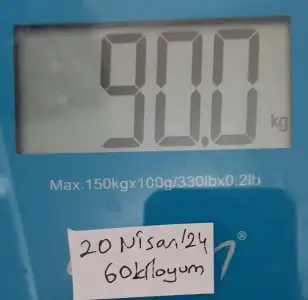 90.0
kg
Max.150kgx100g/330lbx0.2lb
20 Nisan/24
60kiloyum
®